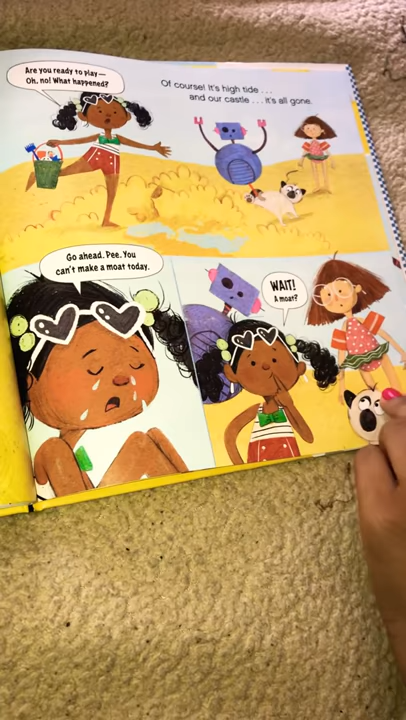 Are you ready to play—
Oh, no! What happened?
Of course! It's high tide . . .
and our castle . . . it's all gone.
Go ahead. Pee. You
can't make a moat today.
WAIT!
A moat?